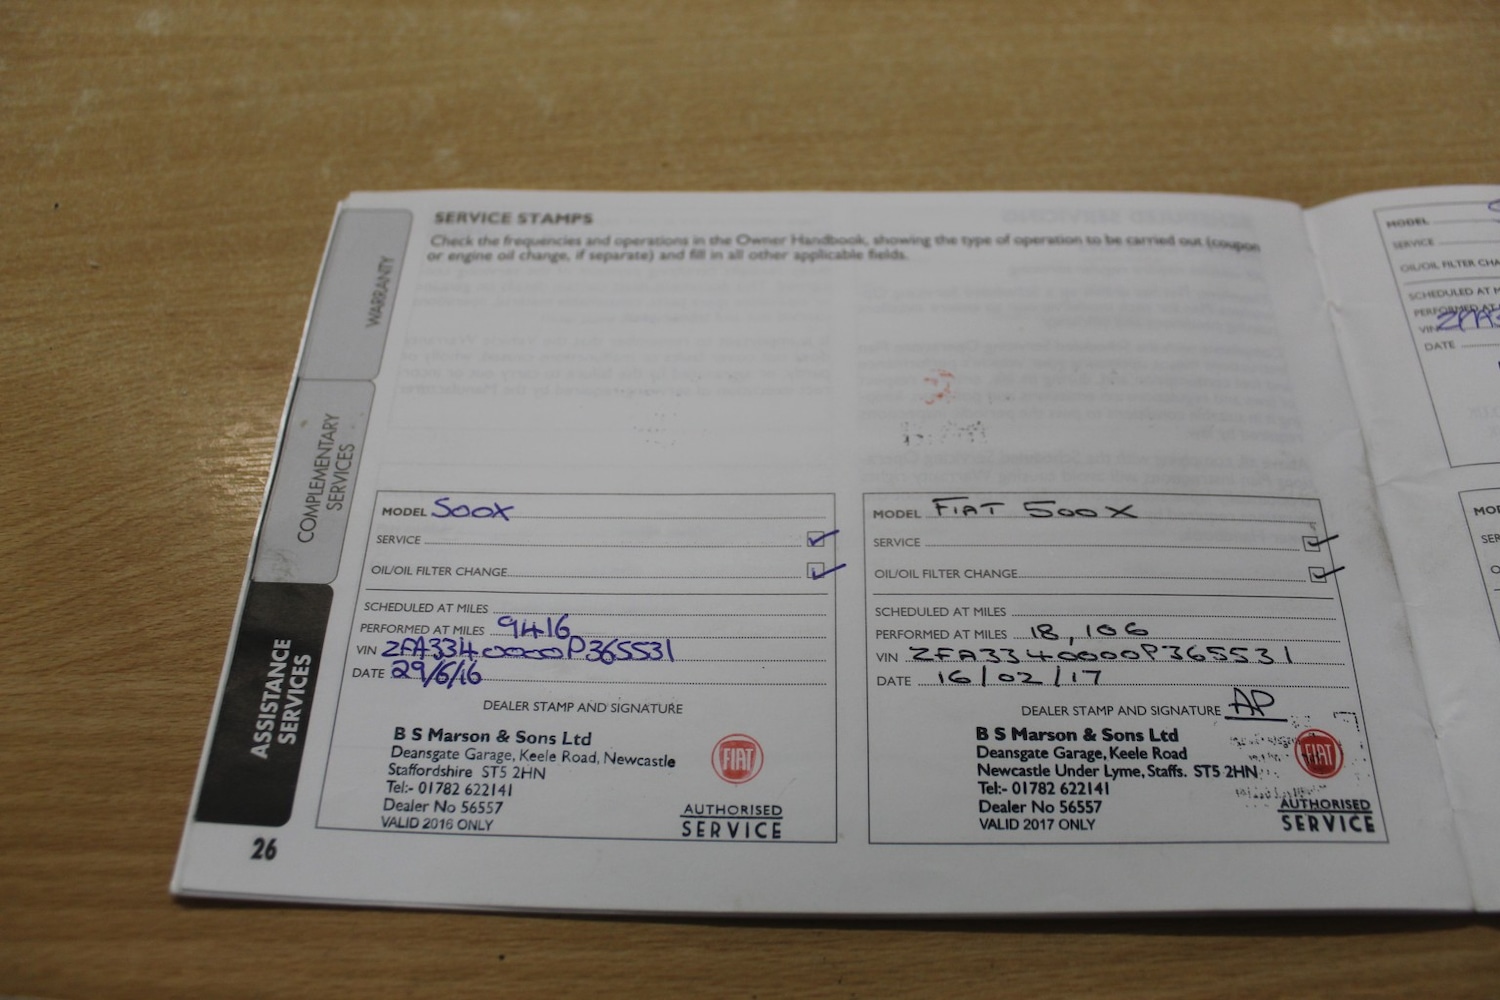 WARRANTY
COMPLEMENTARY
SERVICES
ASSISTANCE
SERVICES
SERVICE STAMPS
Check the frequencies and operations in the Owner Handbook, showing the type of operation to be carried out (coupon
or engine oil change, if separate) and fill in all other applicable fields.
MODEL 500X
SERVICE
OIL/OIL FILTER CHANGE
SCHEDULED AT MILES
PERFORMED AT MILES 9416
VIN ZFA3340000P365531
DATE 29/6/16
DEALER STAMP AND SIGNATURE
B S Marson & Sons Ltd
Deansgate Garage, Keele Road, Newcastle
Staffordshire ST5 2HN
Tel:- 01782 622141
Dealer No 56557
VALID 2016 ONLY
FIAT
AUTHORISED
SERVICE
MODEL FIAT 500X
SERVICE
OIL/OIL FILTER CHANGE
SCHEDULED AT MILES
PERFORMED AT MILES 18,106
VIN ZFA3340000P365531
DATE 16/02/17
DEALER STAMP AND SIGNATURE AP
B S Marson & Sons Ltd
Deansgate Garage, Keele Road
Newcastle Under Lyme, Staffs. ST5 2HN
Tel:- 01782 622141
Dealer No 56557
VALID 2017 ONLY
FIAT
AUTHORISED
SERVICE
26
MODEL
SERVICE
OIL/OIL FILTER
SCHEDULED AT
PERFORMED AT
VIN ZFA3
DATE